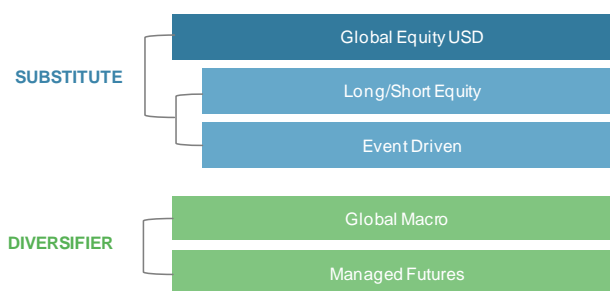 Global Equity USD
SUBSTITUTE
Long/Short Equity
Event Driven
Global Macro
DIVERSIFIER
Managed Futures